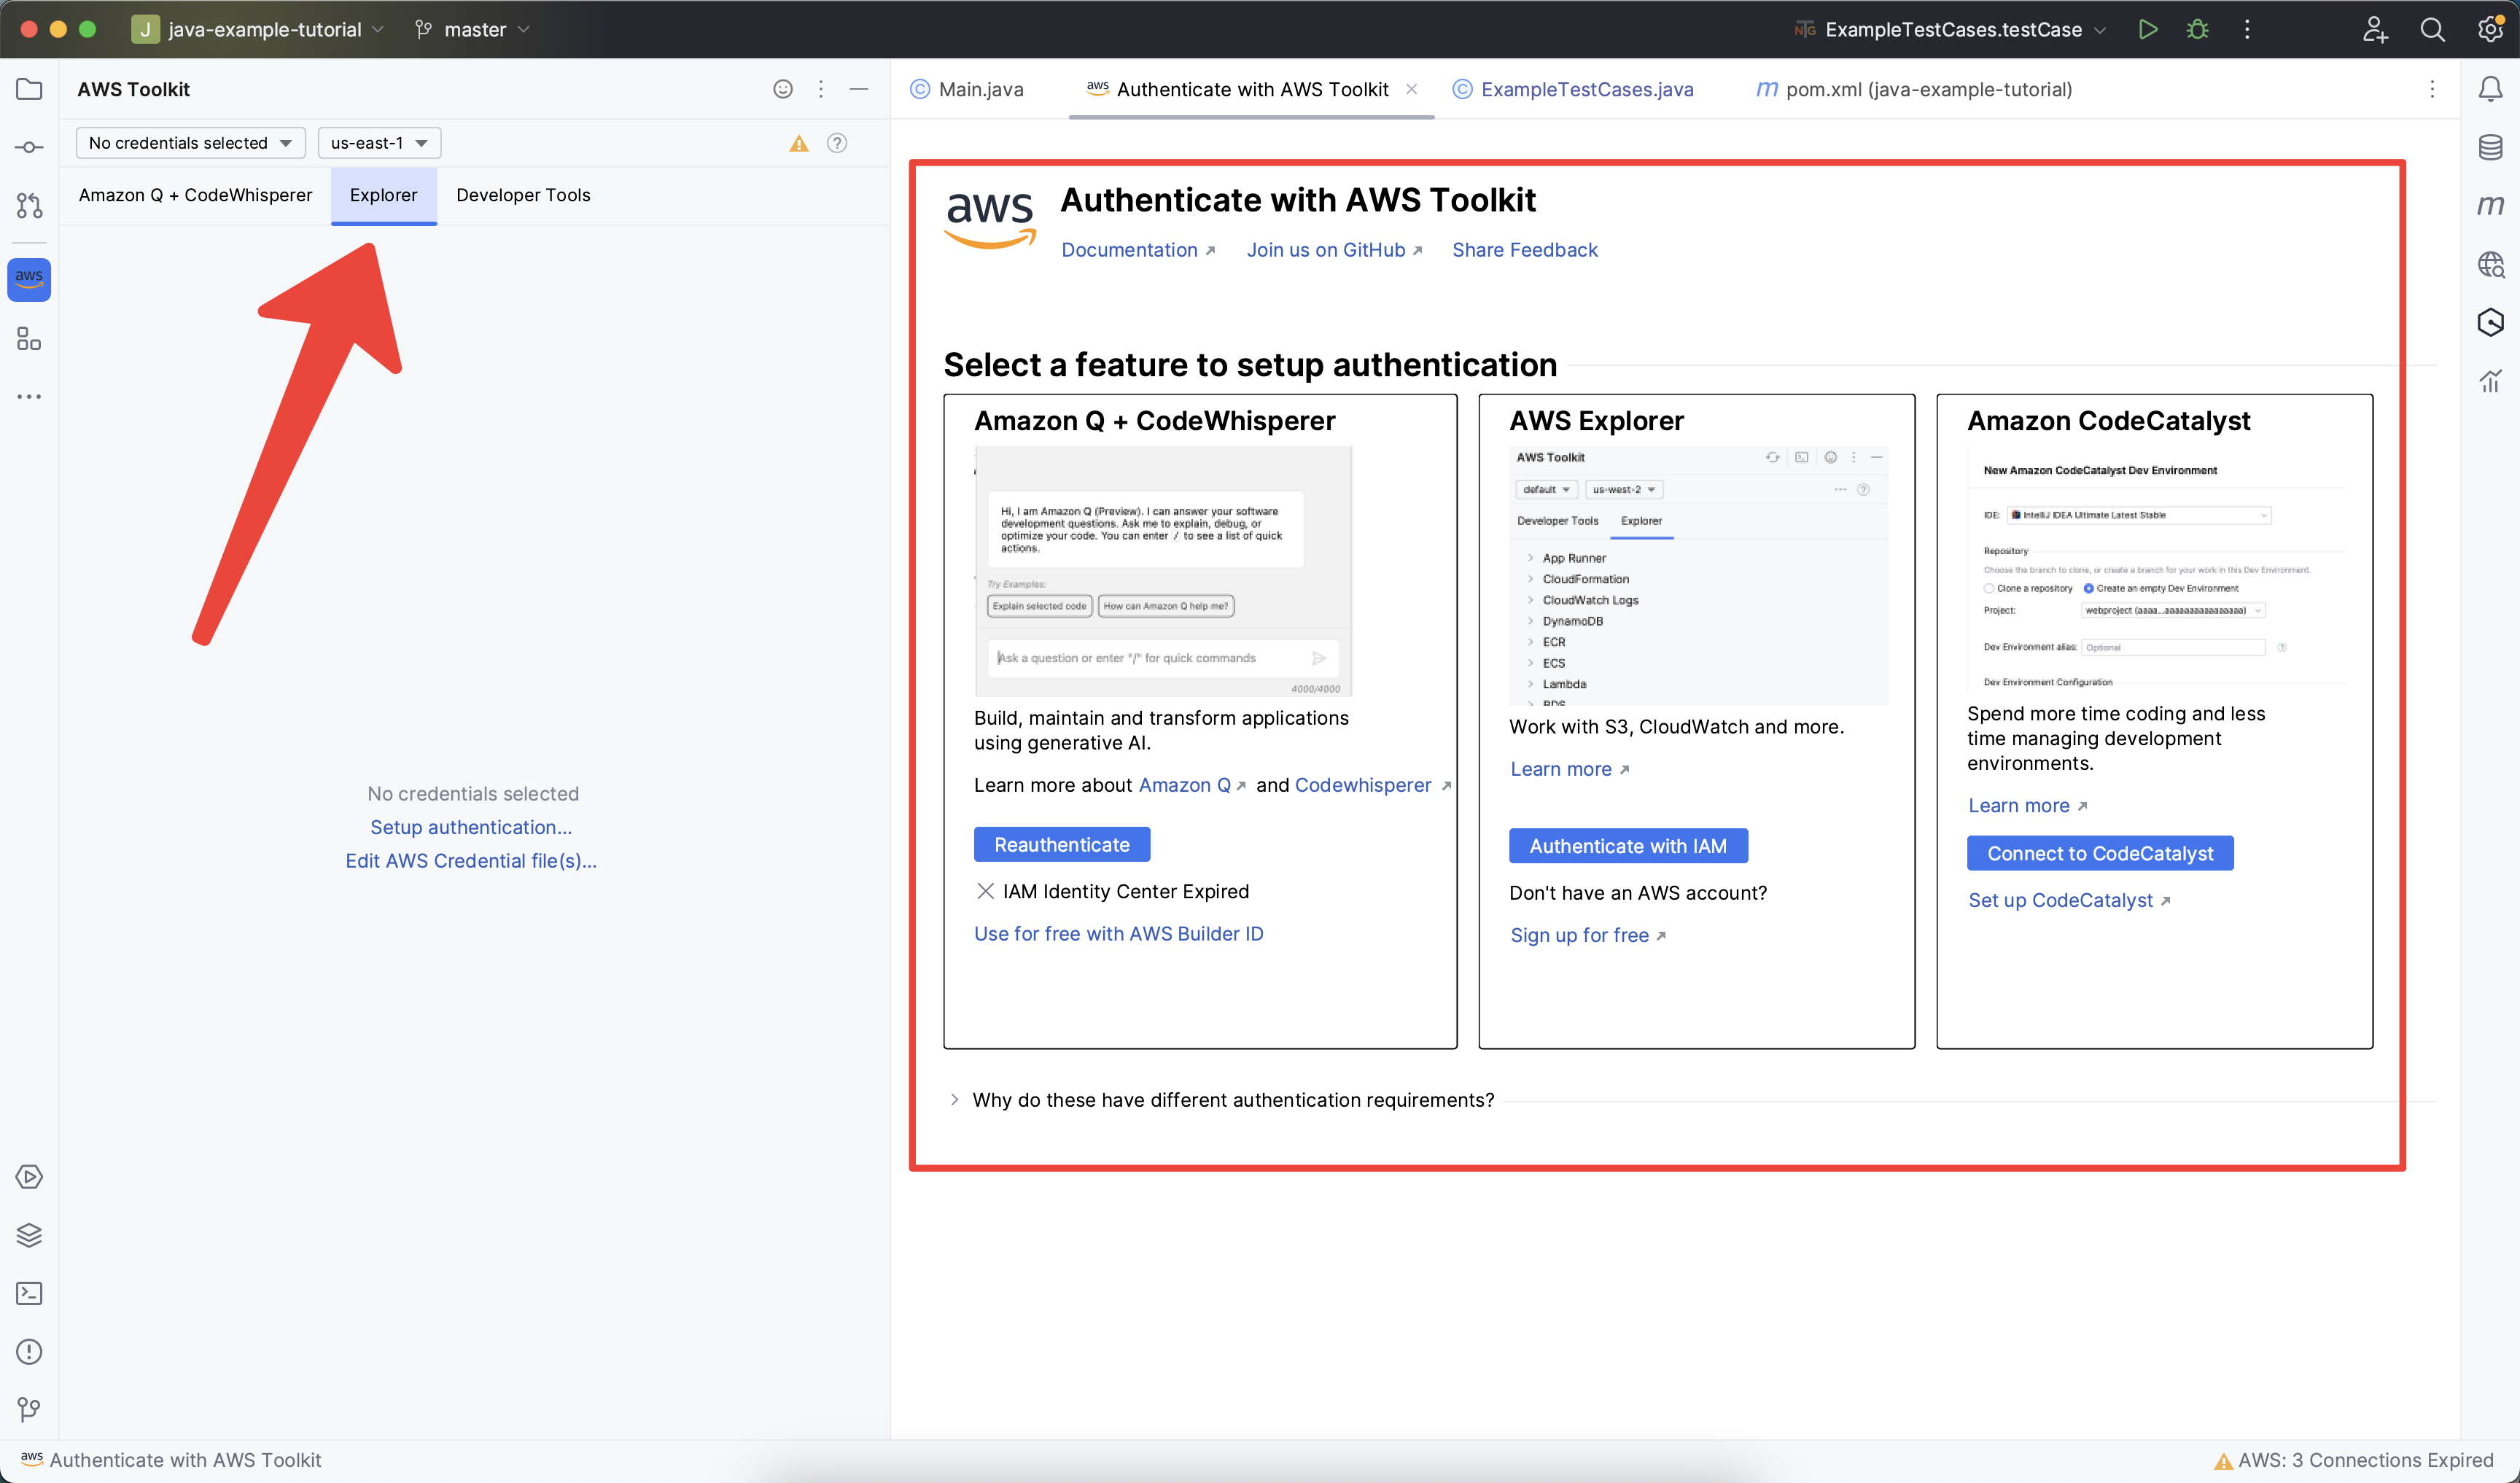 J java-example-tutorial
master
ExampleTestCases.testCase
AWS Toolkit
Main.java
aws Authenticate with AWS Toolkit
ExampleTestCases.java
m pom.xml (java-example-tutorial)
No credentials selected
us-east-1
Amazon Q + CodeWhisperer
Explorer
Developer Tools
aws
No credentials selected
Setup authentication...
Edit AWS Credential file(s)...
aws
Authenticate with AWS Toolkit
Documentation
Join us on GitHub
Share Feedback
Select a feature to setup authentication
Amazon Q + CodeWhisperer
Hi, I am Amazon Q (Preview). I can answer your software
development questions. Ask me to explain, debug, or
optimize your code. You can enter / to see a list of quick
actions.
Try Examples:
Explain selected code
How can Amazon Q help me?
Ask a question or enter "/" for quick commands
4000/4000
Build, maintain and transform applications
using generative AI.
Learn more about Amazon Q and Codewhisperer
Reauthenticate
IAM Identity Center Expired
Use for free with AWS Builder ID
AWS Explorer
AWS Toolkit
default
us-west-2
Developer Tools
Explorer
App Runner
CloudFormation
CloudWatch Logs
DynamoDB
ECR
ECS
Lambda
RDS
Work with S3, CloudWatch and more.
Learn more
Authenticate with IAM
Don't have an AWS account?
Sign up for free
Amazon CodeCatalyst
New Amazon CodeCatalyst Dev Environment
IDE: IntelliJ IDEA Ultimate Latest Stable
Repository
Choose the branch to clone, or create a branch for your work in this Dev Environment.
Clone a repository
Create an empty Dev Environment
Project:
webproject (aaaa...aaaaaaaaaaaaaaaa)
Dev Environment alias: Optional
Dev Environment Configuration
Spend more time coding and less
time managing development
environments.
Learn more
Connect to CodeCatalyst
Set up CodeCatalyst
Why do these have different authentication requirements?
aws Authenticate with AWS Toolkit
AWS: 3 Connections Expired